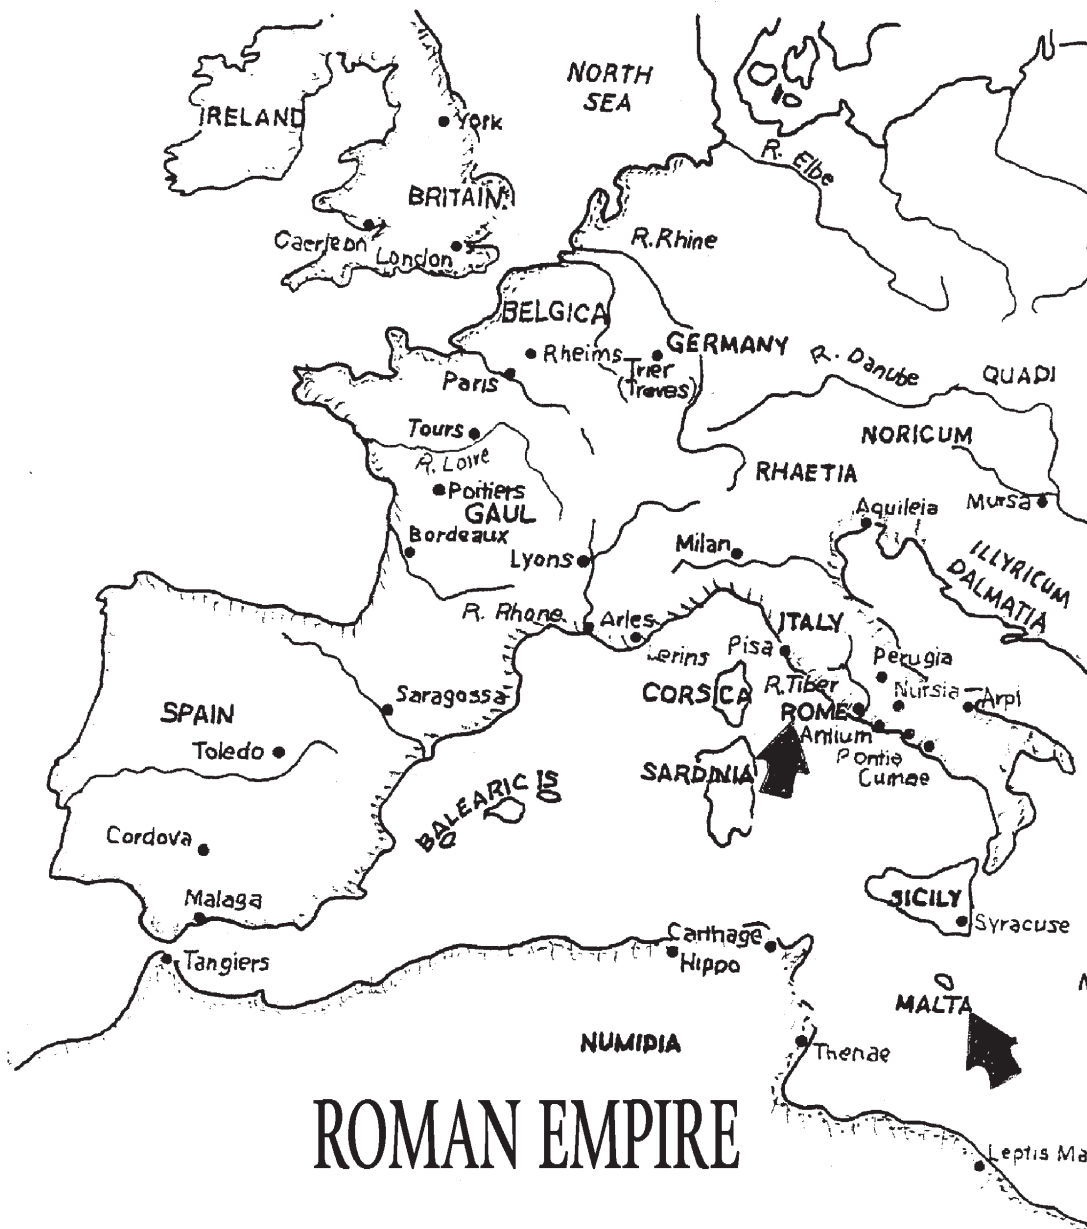 NORTH
SEA
IRELAND
York
R. Elbe
BRITAIN
R. Rhine
Caerleon
London
BELGICA
Rheims
GERMANY
Trier
(Treves)
Paris
R. Danube
QUADI
Tours
R. Loire
NORICUM
RHAETIA
Poitiers
GAUL
Mursa
Aquileia
Bordeaux
Lyons
Milan
ILLYRICUM
DALMATIA
R. Rhone
Arles
Lerins
ITALY
Pisa
Perugia
CORSICA
R. Tiber
Nursia
Arpi
Saragossa
SPAIN
ROME
Antium
Toledo
Pontia
Cumae
SARDINIA
BALEARIC IS
Cordova
Malaga
SICILY
Syracuse
Carthage
Hippo
Tangiers
MALTA
NUMIDIA
Thenae
ROMAN EMPIRE
Leptis Ma